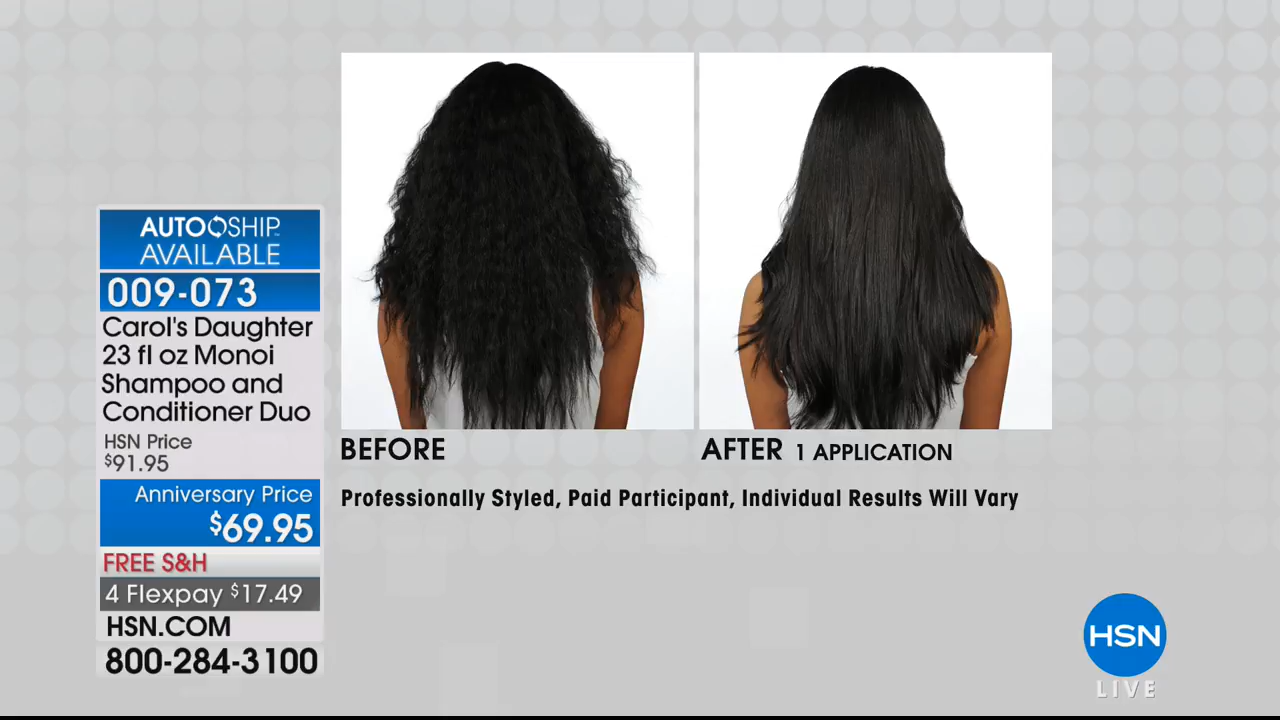 AUTOSHIP
AVAILABLE
009-073
Carol's Daughter
23 fl oz Monoi
Shampoo and
Conditioner Duo
HSN Price
$91.95
Anniversary Price
$69.95
FREE S&H
4 Flexpay $17.49
HSN.COM
800-284-3100
BEFORE
AFTER 1 APPLICATION
Professionally Styled, Paid Participant, Individual Results Will Vary
HSN
LIVE